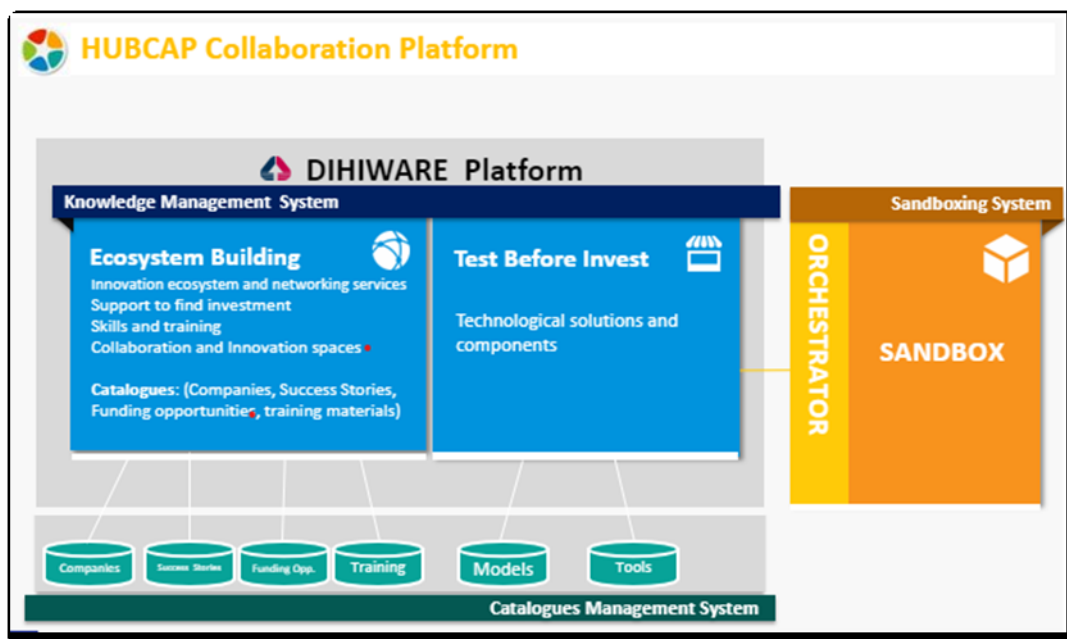 HUBCAP Collaboration Platform
DIHIWARE Platform
Knowledge Management System
Sandboxing System
Ecosystem Building
Innovation ecosystem and networking services
Support to find investment
Skills and training
Collaboration and Innovation spaces
Catalogues: (Companies, Success Stories,
Funding opportunities, training materials)
Test Before Invest
Technological solutions and
components
ORCHESTRATOR
SANDBOX
Companies
Success Stories
Funding Opp.
Training
Models
Tools
Catalogues Management System